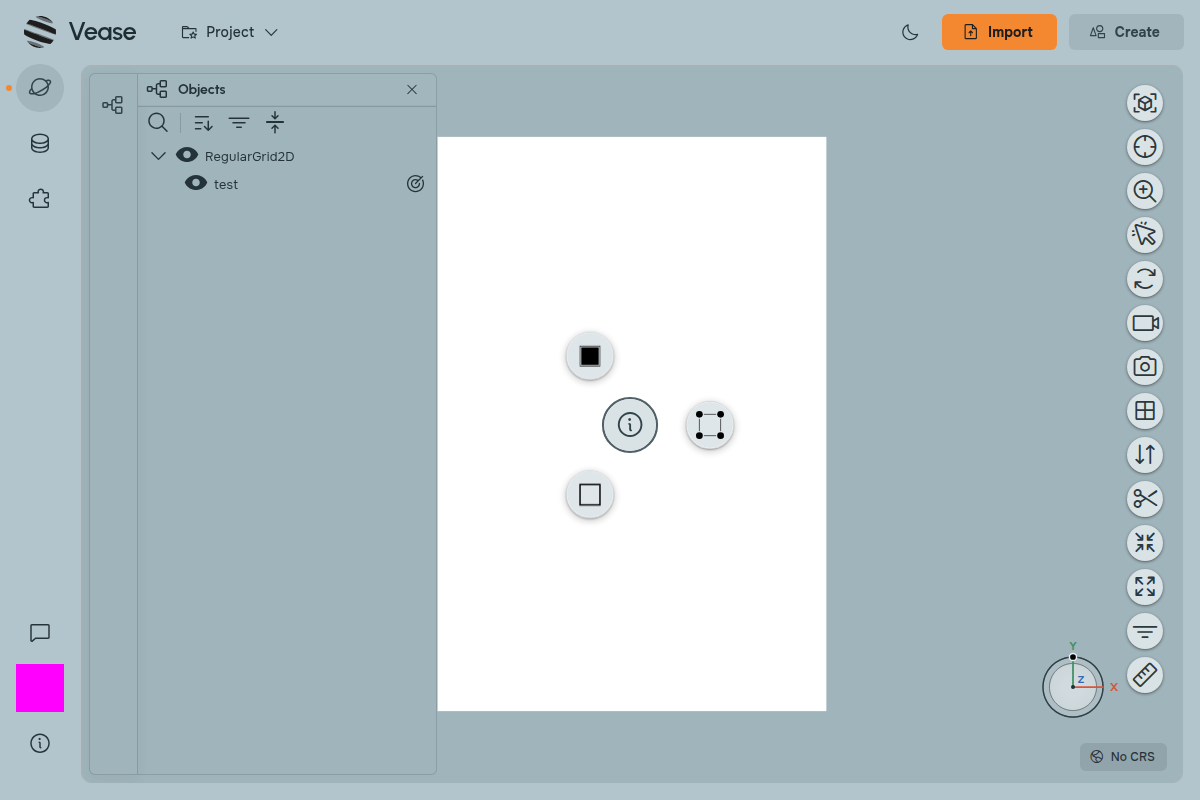 Vease
Project
Import
Create
Objects
RegularGrid2D
test
Y
Z
X
No CRS